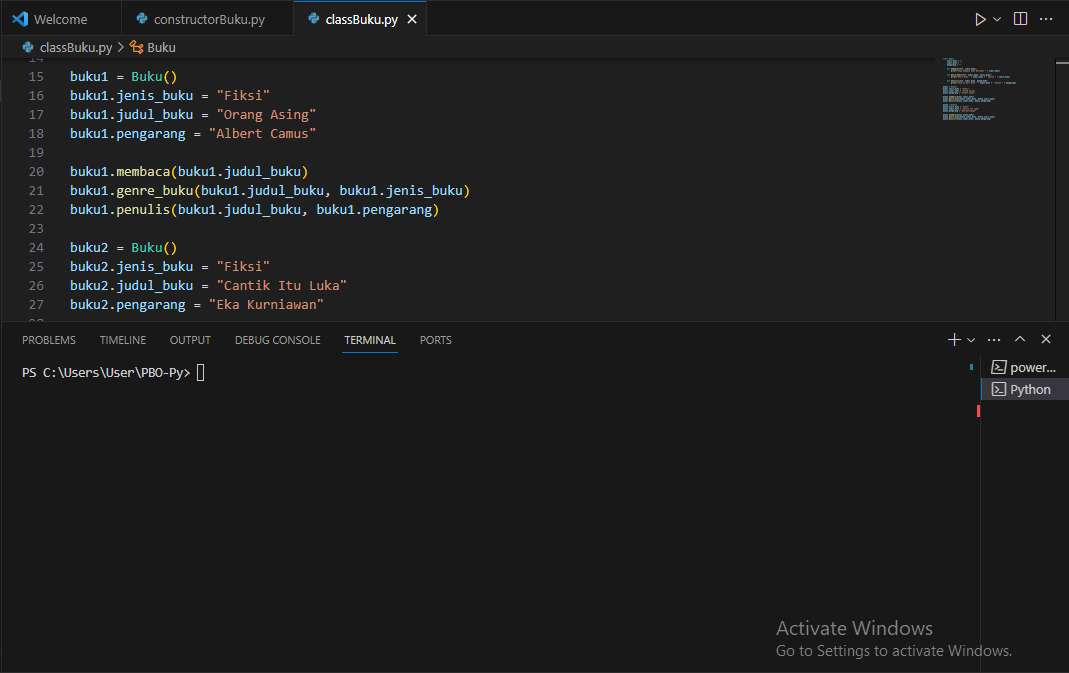 Welcome constructorBuku.py classBuku.py
classBuku.py > Buku
14
15 buku1 = Buku()
16 buku1.jenis_buku = "Fiksi"
17 buku1.judul_buku = "Orang Asing"
18 buku1.pengarang = "Albert Camus"
19
20 buku1.membaca(buku1.judul_buku)
21 buku1.genre_buku(buku1.judul_buku, buku1.jenis_buku)
22 buku1.penulis(buku1.judul_buku, buku1.pengarang)
23
24 buku2 = Buku()
25 buku2.jenis_buku = "Fiksi"
26 buku2.judul_buku = "Cantik Itu Luka"
27 buku2.pengarang = "Eka Kurniawan"
PROBLEMS TIMELINE OUTPUT DEBUG CONSOLE TERMINAL PORTS
PS C:\Users\User\PBO-Py>
power...
Python
Activate Windows
Go to Settings to activate Windows.